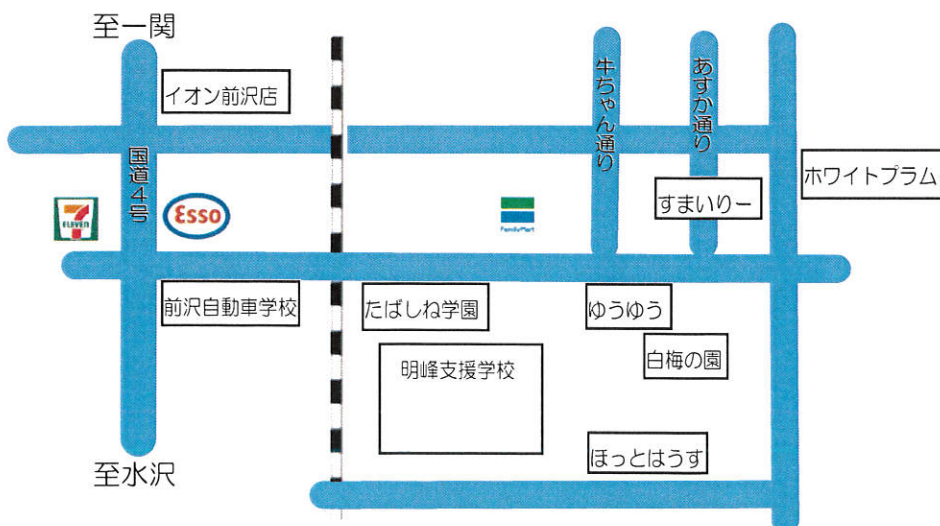 至一関
イオン前沢店
国道4号
牛ちゃん通り
あすか通り
ホワイトプラム
すまいりー
7
ELEVEN
Esso
FamilyMart
前沢自動車学校
たばしね学園
ゆうゆう
白梅の園
明峰支援学校
ほっとはうす
至水沢